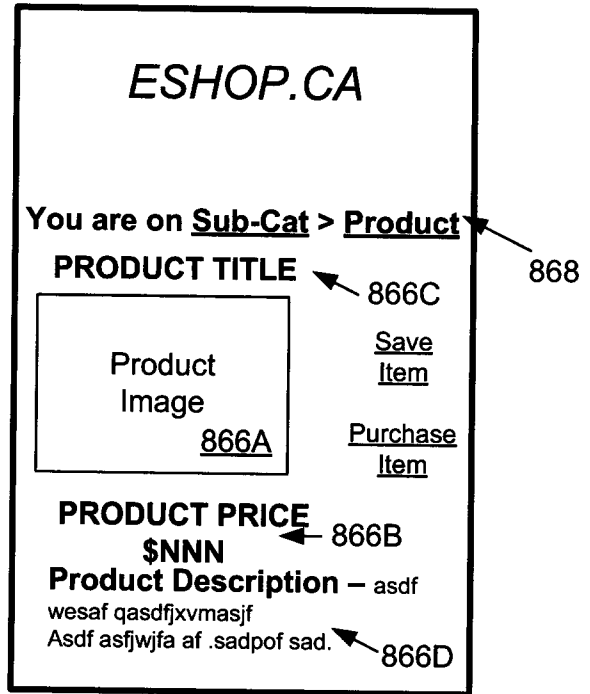 ESHOP.CA
You are on Sub-Cat > Product
868
PRODUCT TITLE
866C
Product
Image
866A
Save
Item
Purchase
Item
PRODUCT PRICE
$NNN
866B
Product Description – asdf
wesaf qasdfjxvmasjf
Asdf asfjwjfa af .sadpof sad.
866D